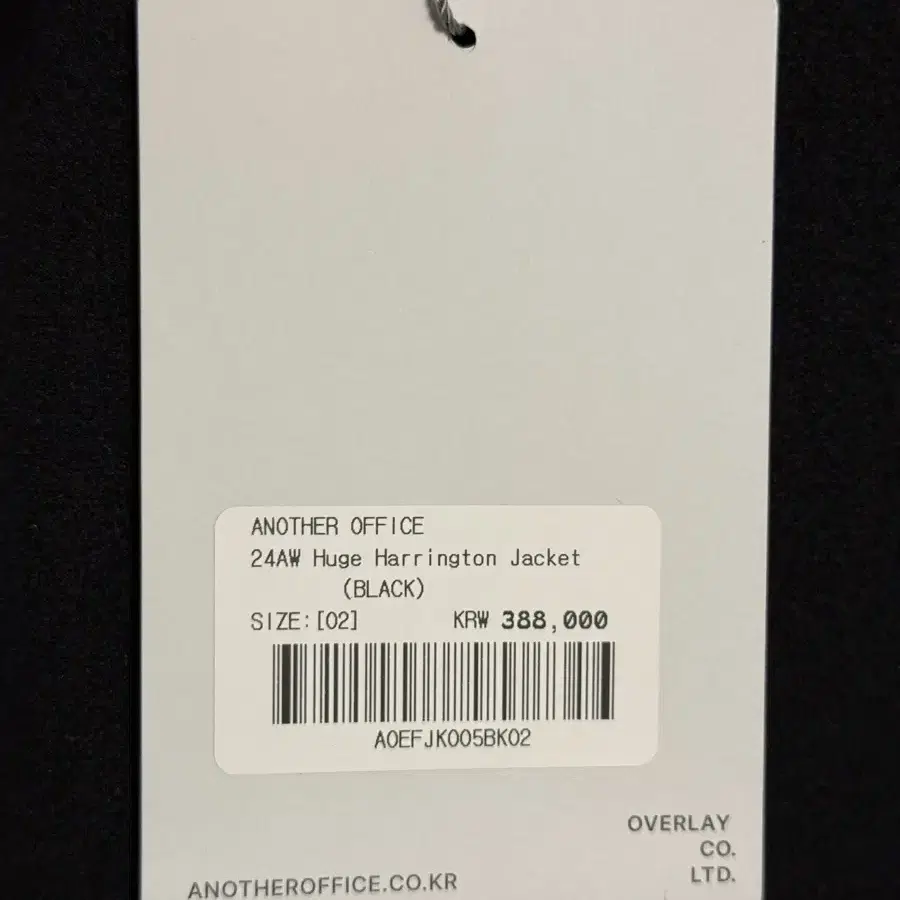 ANOTHER OFFICE
24AW Huge Harrington Jacket
(BLACK)
SIZE:[02] KRW 388,000
AOEFJK005BK02
OVERLAY
CO.
LTD.
ANOTHEROFFICE.CO.KR